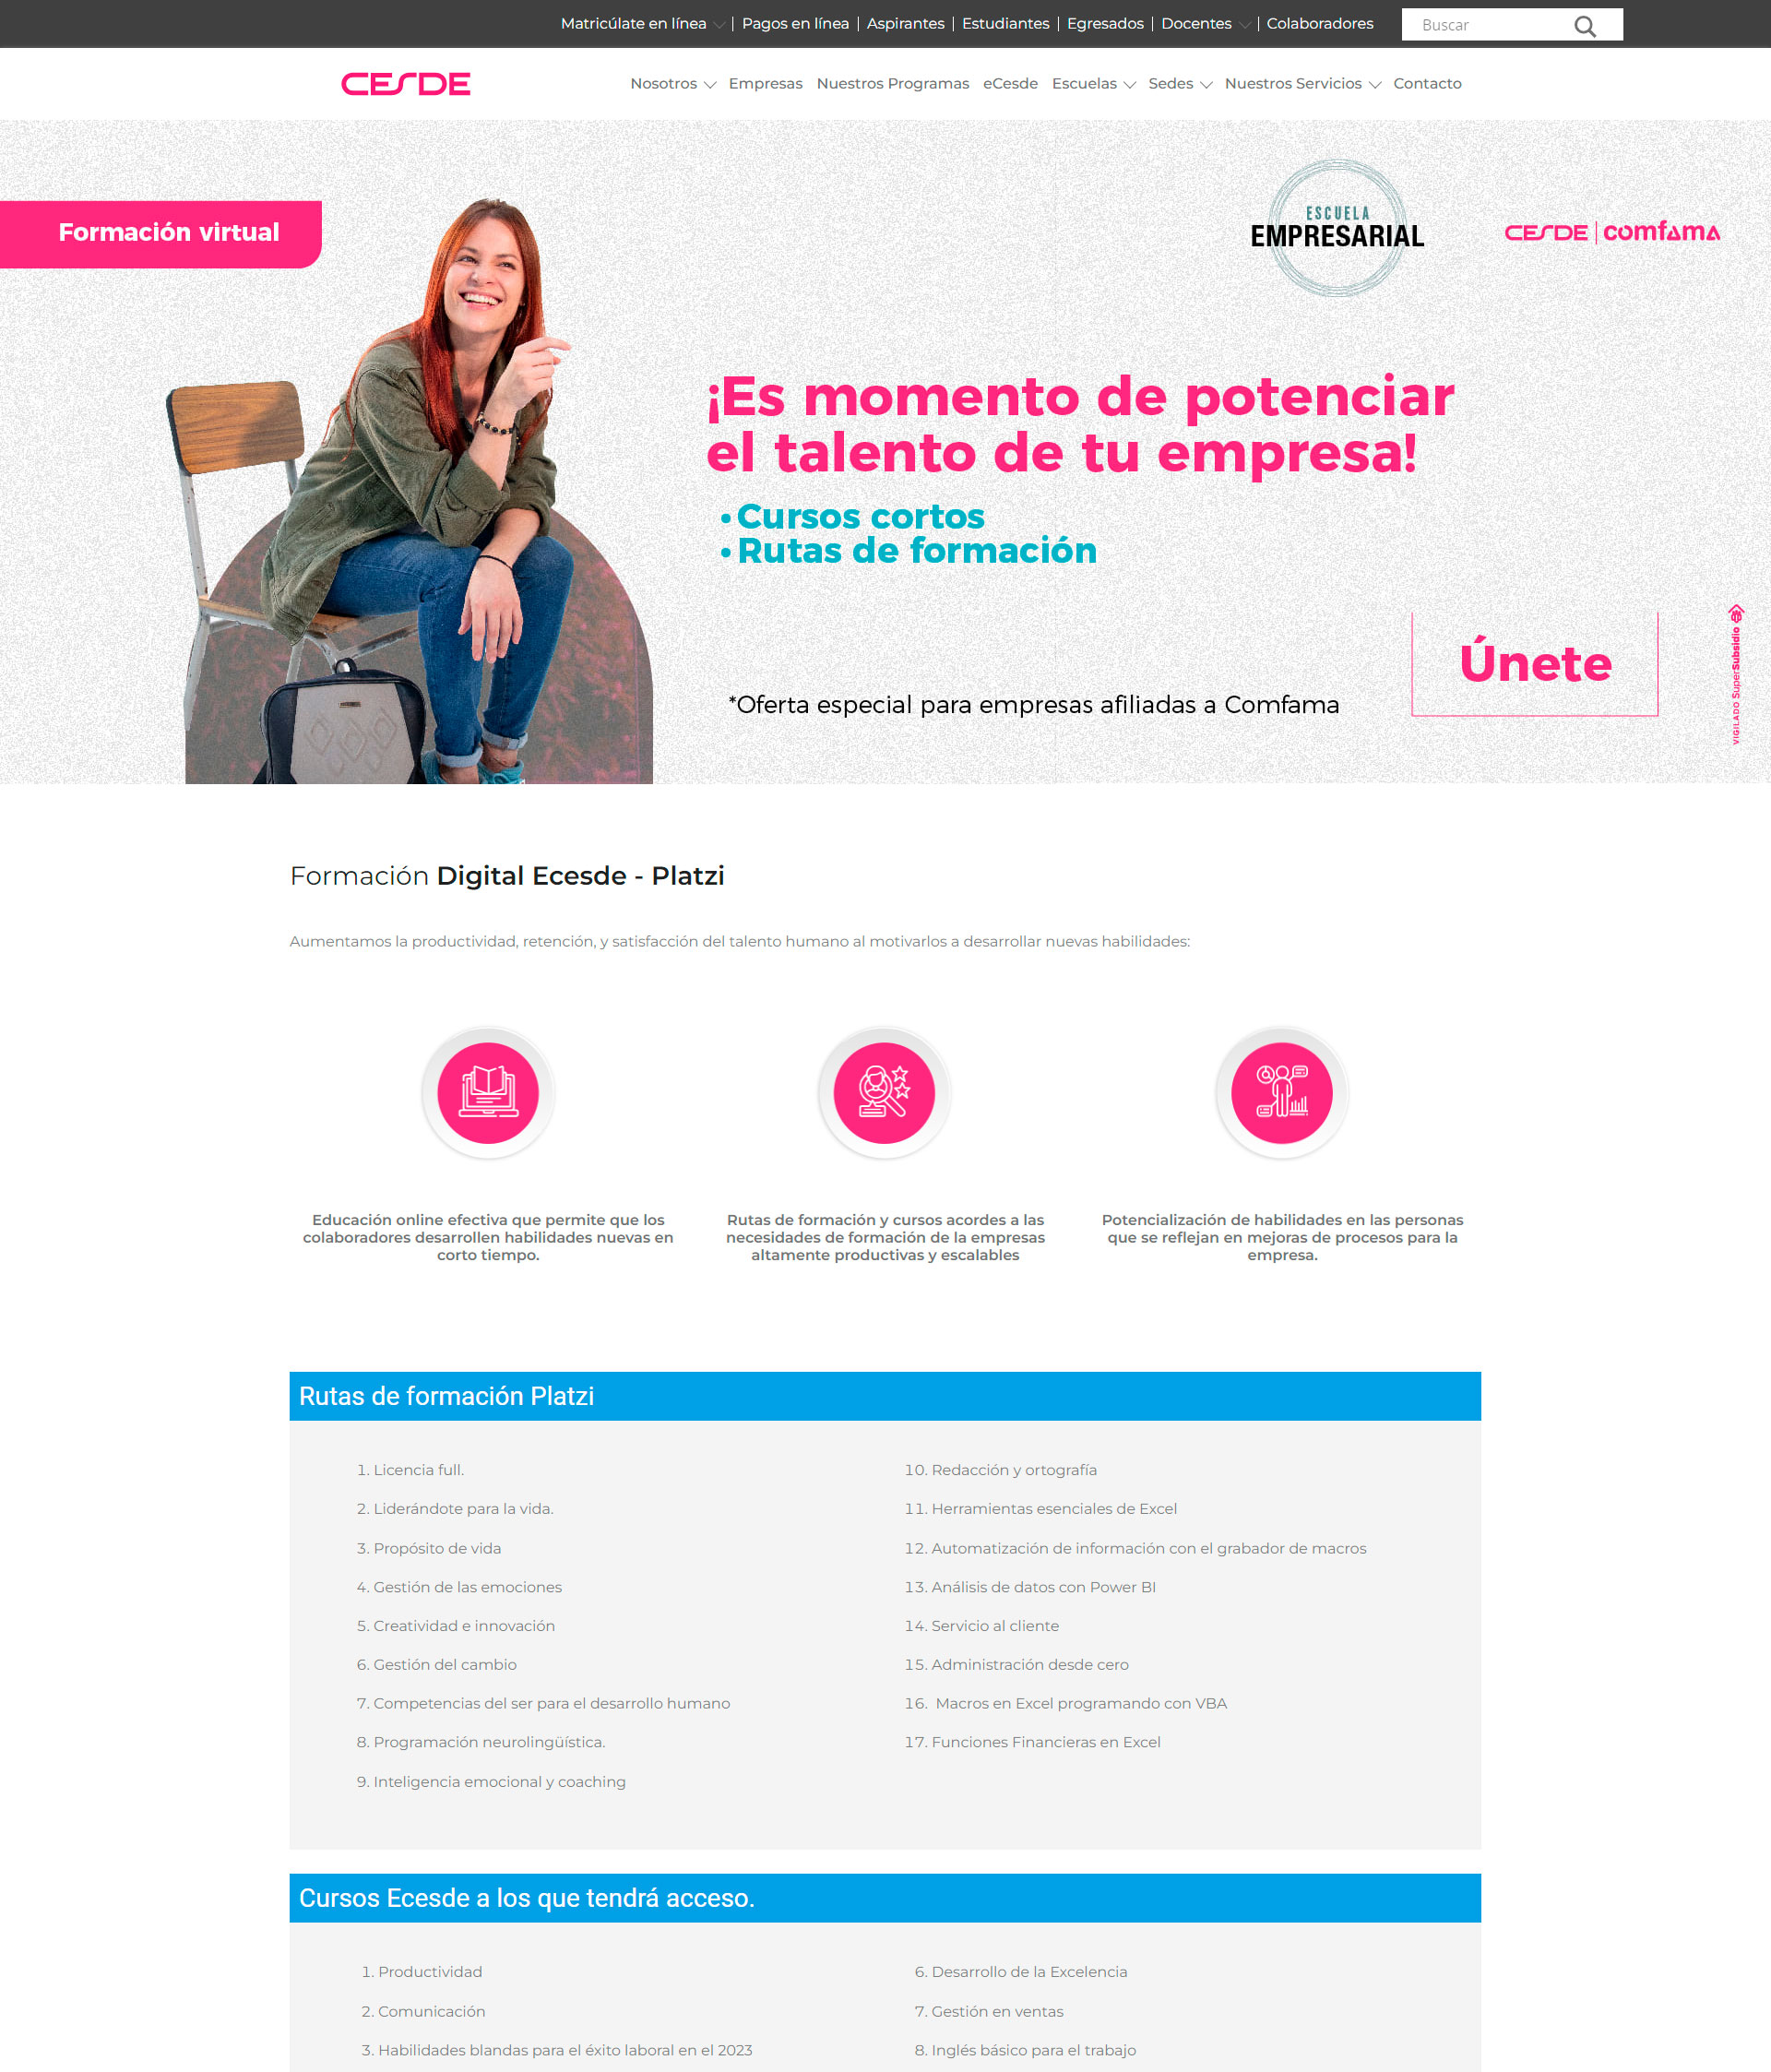 Matricúlate en línea | Pagos en línea | Aspirantes | Estudiantes | Egresados | Docentes | Colaboradores
Buscar
CESDE
Nosotros Empresas Nuestros Programas eCesde Escuelas Sedes Nuestros Servicios Contacto
Formación virtual
ESCUELA
EMPRESARIAL
CESDE | comfama
¡Es momento de potenciar
el talento de tu empresa!
• Cursos cortos
• Rutas de formación
Únete
*Oferta especial para empresas afiliadas a Comfama
VIGILADO SuperSubsidio
Formación Digital Ecesde - Platzi
Aumentamos la productividad, retención, y satisfacción del talento humano al motivarlos a desarrollar nuevas habilidades:
Educación online efectiva que permite que los
colaboradores desarrollen habilidades nuevas en
corto tiempo.
Rutas de formación y cursos acordes a las
necesidades de formación de la empresas
altamente productivas y escalables
Potencialización de habilidades en las personas
que se reflejan en mejoras de procesos para la
empresa.
Rutas de formación Platzi
1. Licencia full.
2. Liderándote para la vida.
3. Propósito de vida
4. Gestión de las emociones
5. Creatividad e innovación
6. Gestión del cambio
7. Competencias del ser para el desarrollo humano
8. Programación neurolingüística.
9. Inteligencia emocional y coaching
10. Redacción y ortografía
11. Herramientas esenciales de Excel
12. Automatización de información con el grabador de macros
13. Análisis de datos con Power BI
14. Servicio al cliente
15. Administración desde cero
16. Macros en Excel programando con VBA
17. Funciones Financieras en Excel
Cursos Ecesde a los que tendrá acceso.
1. Productividad
2. Comunicación
3. Habilidades blandas para el éxito laboral en el 2023
6. Desarrollo de la Excelencia
7. Gestión en ventas
8. Inglés básico para el trabajo